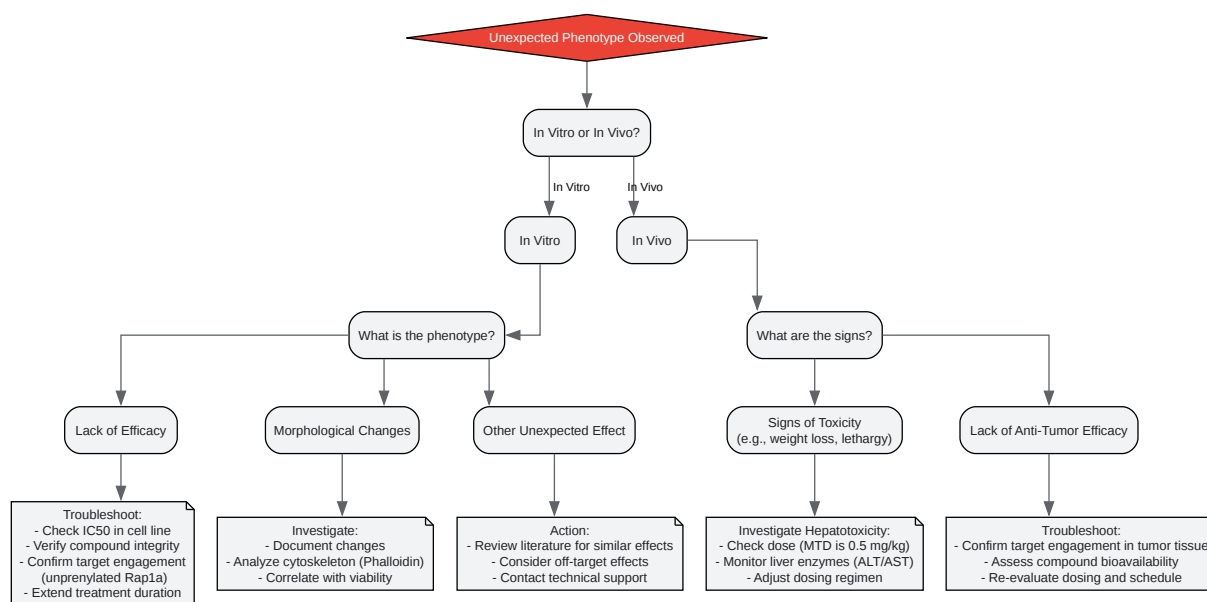 Unexpected Phenotype Observed
In Vitro or In Vivo?
In Vitro
In Vivo
In Vitro
In Vivo
What is the phenotype?
What are the signs?
Lack of Efficacy
Morphological Changes
Other Unexpected Effect
Signs of Toxicity
(e.g., weight loss, lethargy)
Lack of Anti-Tumor Efficacy
Troubleshoot:
- Check IC50 in cell line
- Verify compound integrity
- Confirm target engagement
(unprenylated Rap1a)
- Extend treatment duration
Investigate:
- Document changes
- Analyze cytoskeleton (Phalloidin)
- Correlate with viability
Action:
- Review literature for similar effects
- Consider off-target effects
- Contact technical support
Investigate Hepatotoxicity:
- Check dose (MTD is 0.5 mg/kg)
- Monitor liver enzymes (ALT/AST)
- Adjust dosing regimen
Troubleshoot:
- Confirm target engagement in tumor tissue
- Assess compound bioavailability
- Re-evaluate dosing and schedule